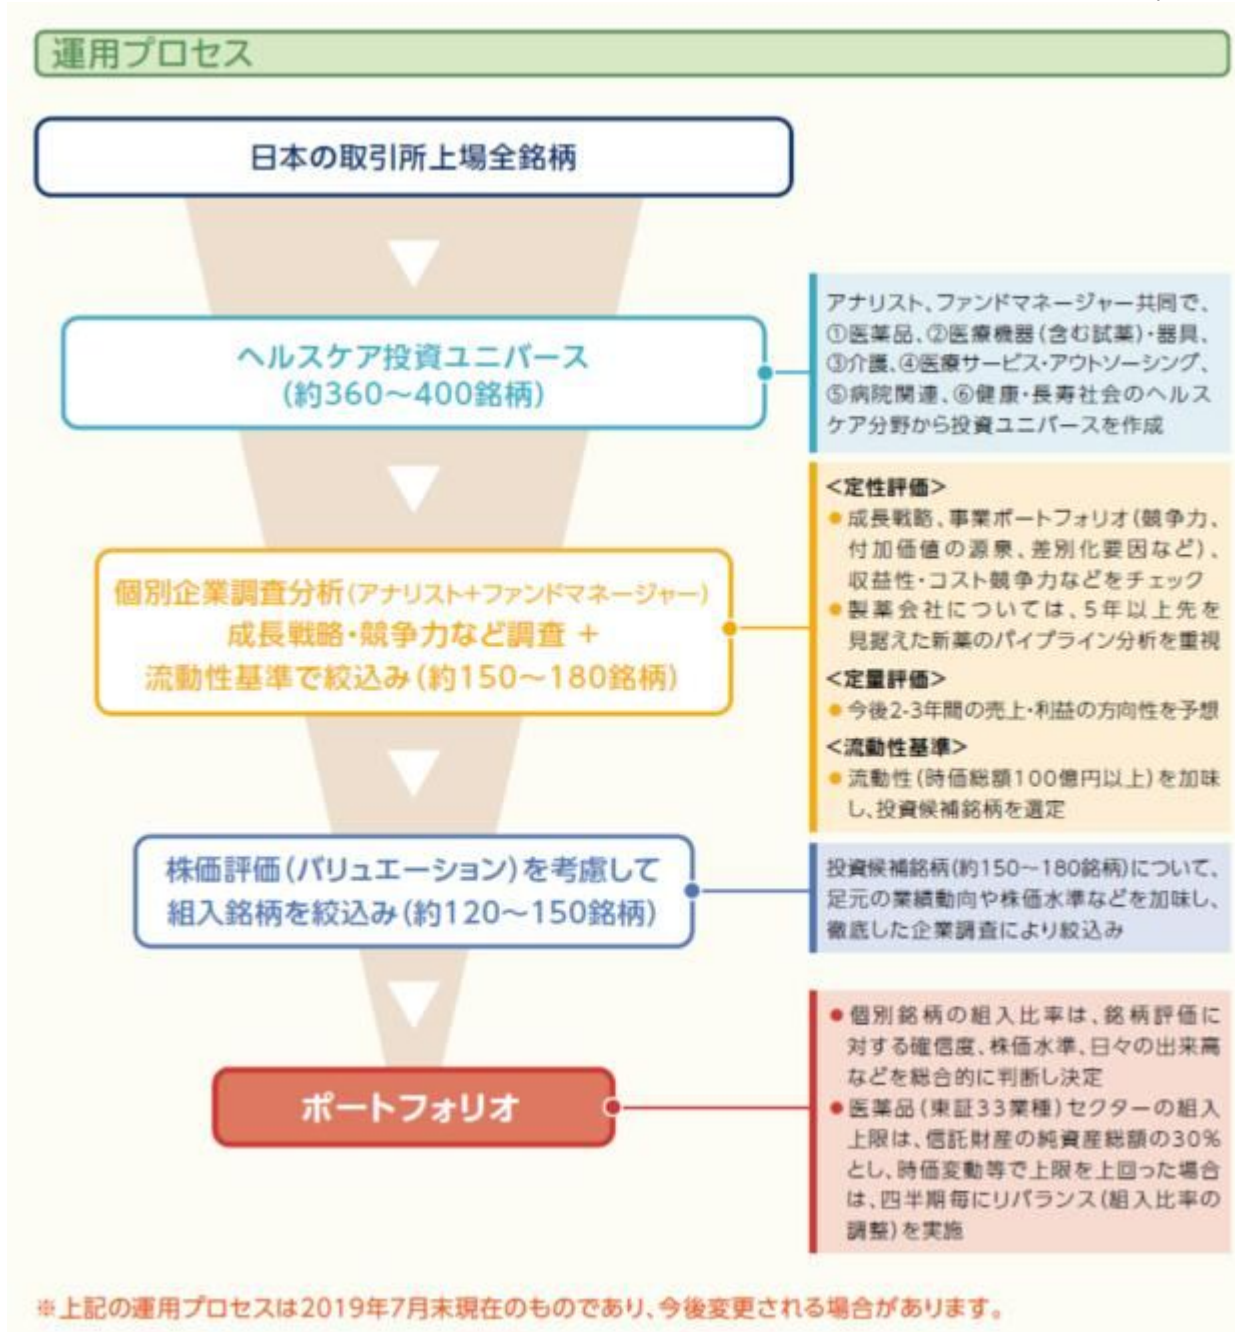 運用プロセス
日本の取引所上場全銘柄
ヘルスケア投資ユニバース
(約360～400銘柄)
アナリスト、ファンドマネージャー共同で、
①医薬品、②医療機器(含む試薬)・器具、
③介護、④医療サービス・アウトソーシング、
⑤病院関連、⑥健康・長寿社会のヘルス
ケア分野から投資ユニバースを作成
個別企業調査分析(アナリスト+ファンドマネージャー)
成長戦略・競争力など調査 +
流動性基準で絞込み(約150～180銘柄)
<定性評価>
●成長戦略、事業ポートフォリオ(競争力、
付加価値の源泉、差別化要因など)、
収益性・コスト競争力などをチェック
●製薬会社については、5年以上先を
見据えた新薬のパイプライン分析を重視
<定量評価>
●今後2-3年間の売上・利益の方向性を予想
<流動性基準>
●流動性(時価総額100億円以上)を加味
し、投資候補銘柄を選定
株価評価(バリュエーション)を考慮して
組入銘柄を絞込み(約120～150銘柄)
投資候補銘柄(約150～180銘柄)について、
足元の業績動向や株価水準などを加味し、
徹底した企業調査により絞込み
ポートフォリオ
●個別銘柄の組入比率は、銘柄評価に
対する確信度、株価水準、日々の出来高
などを総合的に判断し決定
●医薬品(東証33業種)セクターの組入
上限は、信託財産の純資産総額の30%
とし、時価変動等で上限を上回った場合
は、四半期毎にリバランス(組入比率の
調整)を実施
※上記の運用プロセスは2019年7月末現在のものであり、今後変更される場合があります。